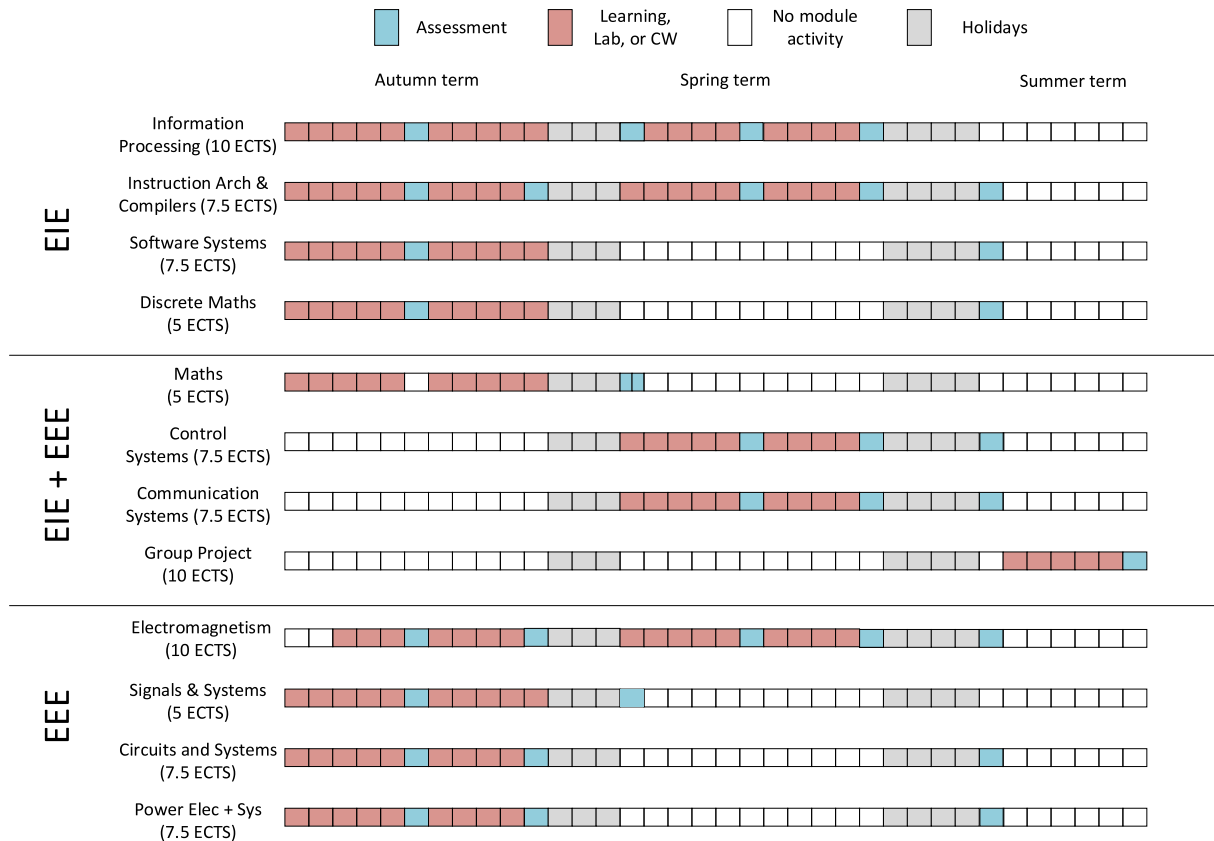 Assessment
Learning,
Lab, or CW
No module
activity
Holidays
Autumn term
Spring term
Summer term
EIE
Information
Processing (10 ECTS)
Instruction Arch &
Compilers (7.5 ECTS)
Software Systems
(7.5 ECTS)
Discrete Maths
(5 ECTS)
EIE + EEE
Maths
(5 ECTS)
Control
Systems (7.5 ECTS)
Communication
Systems (7.5 ECTS)
Group Project
(10 ECTS)
EEE
Electromagnetism
(10 ECTS)
Signals & Systems
(5 ECTS)
Circuits and Systems
(7.5 ECTS)
Power Elec + Sys
(7.5 ECTS)